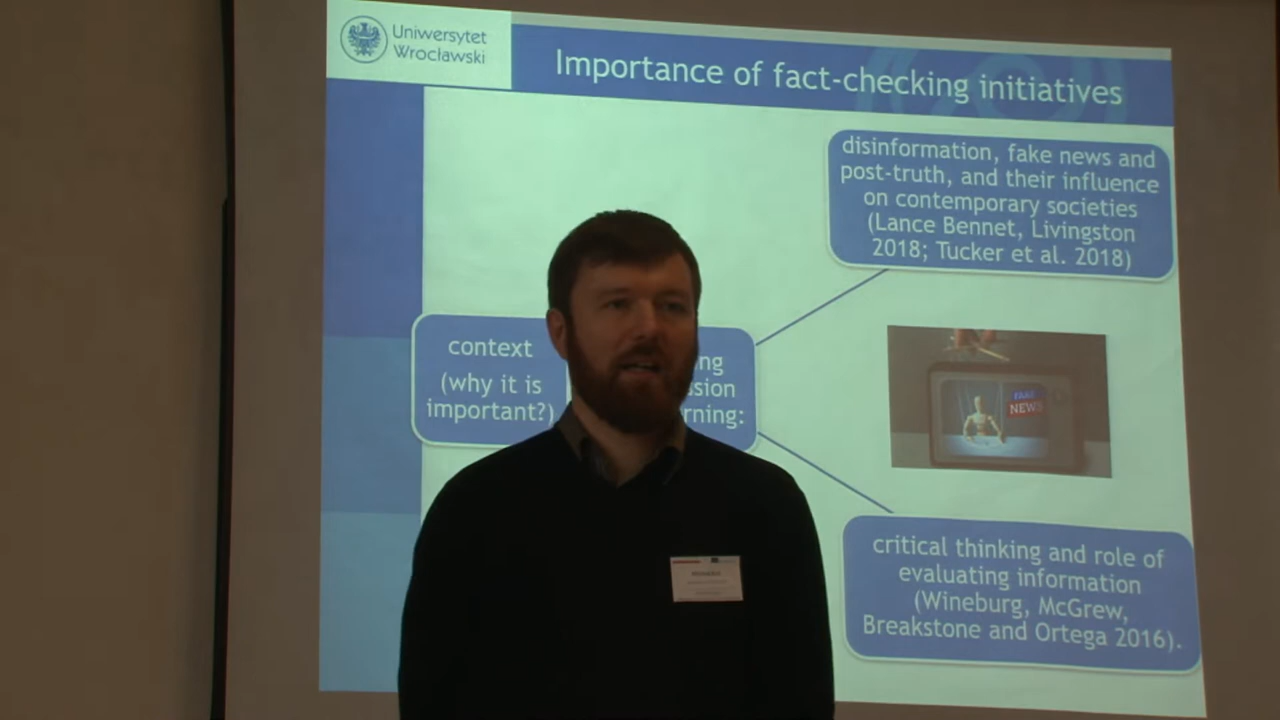 Uniwersytet
Wrocławski
Importance of fact-checking initiatives
disinformation, fake news and
post-truth, and their influence
on contemporary societies
(Lance Bennet, Livingston
2018; Tucker et al. 2018)
context
(why it is
important?)
NEWS
critical thinking and role of
evaluating information
(Wineburg, McGrew,
Breakstone and Ortega 2016).